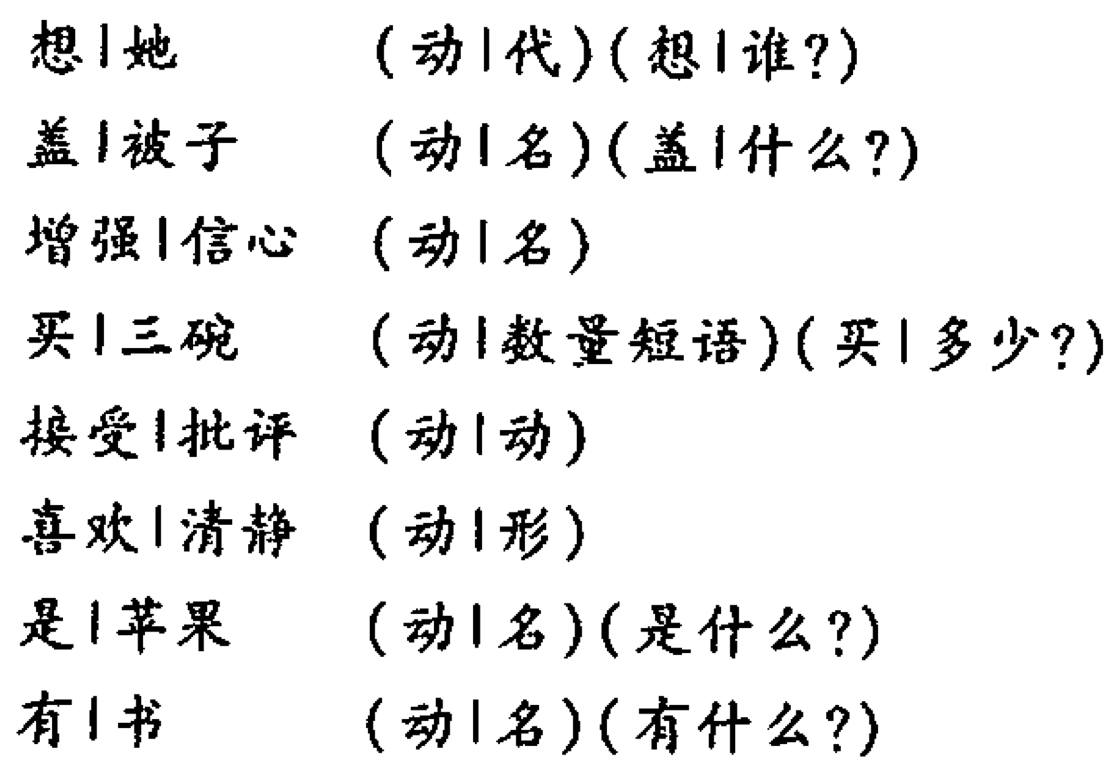 想|她 (动|代)(想|谁?)
盖|被子 (动|名)(盖|什么?)
增强|信心 (动|名)
买|三碗 (动|数量短语)(买|多少?)
接受|批评 (动|动)
喜欢|清静 (动|形)
是|苹果 (动|名)(是什么?)
有|书 (动|名)(有什么?)